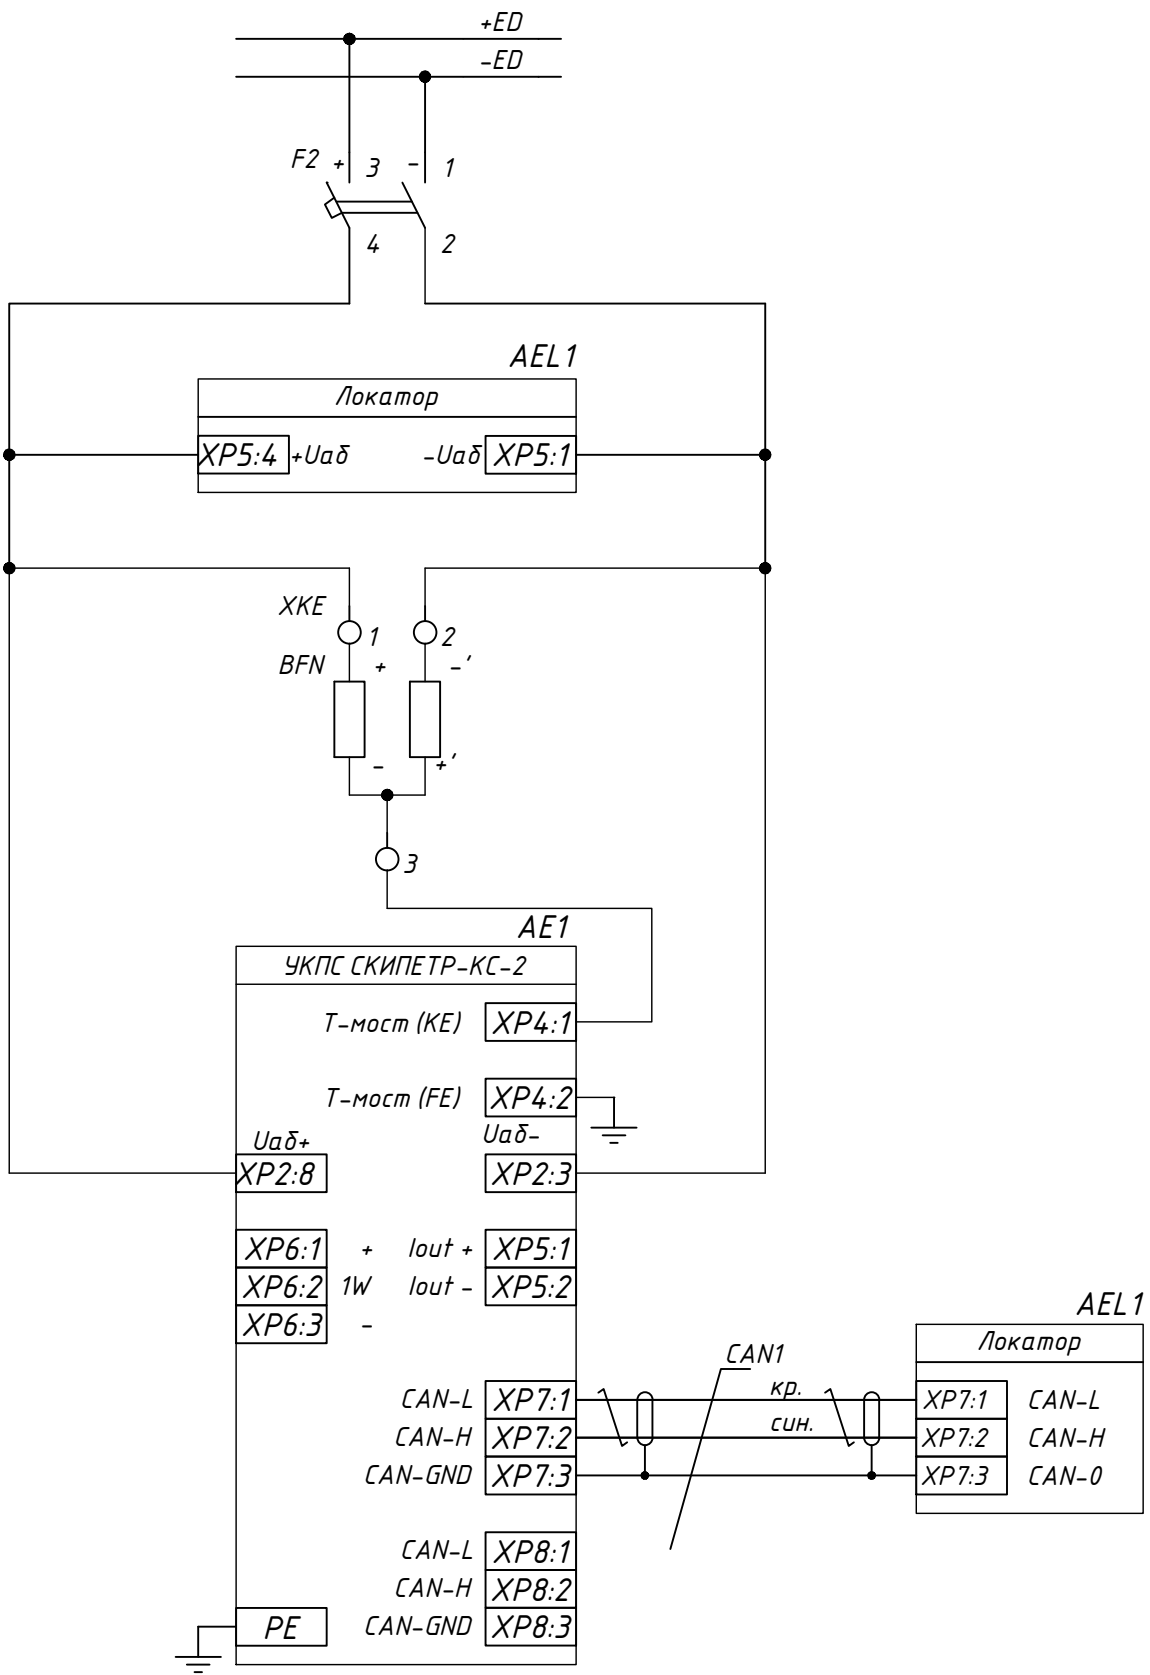 +ED
-ED
F2 + 3 - 1
4 2
AEL1
Локатор
XP5:4 +Uаб -Uаб XP5:1
XKE 1 2
BFN + -'
- +'
3
AE1
УКПС СКИПЕТР-КС-2
Т-мост (КЕ) XP4:1
Т-мост (FE) XP4:2
Uаб+ Uаб-
XP2:8 XP2:3
XP6:1 + Iout + XP5:1
XP6:2 1W Iout - XP5:2
XP6:3 -
AEL1
Локатор
CAN1
CAN-L XP7:1 кр. XP7:1 CAN-L
CAN-H XP7:2 син. XP7:2 CAN-H
CAN-GND XP7:3 XP7:3 CAN-0
CAN-L XP8:1
CAN-H XP8:2
PE CAN-GND XP8:3